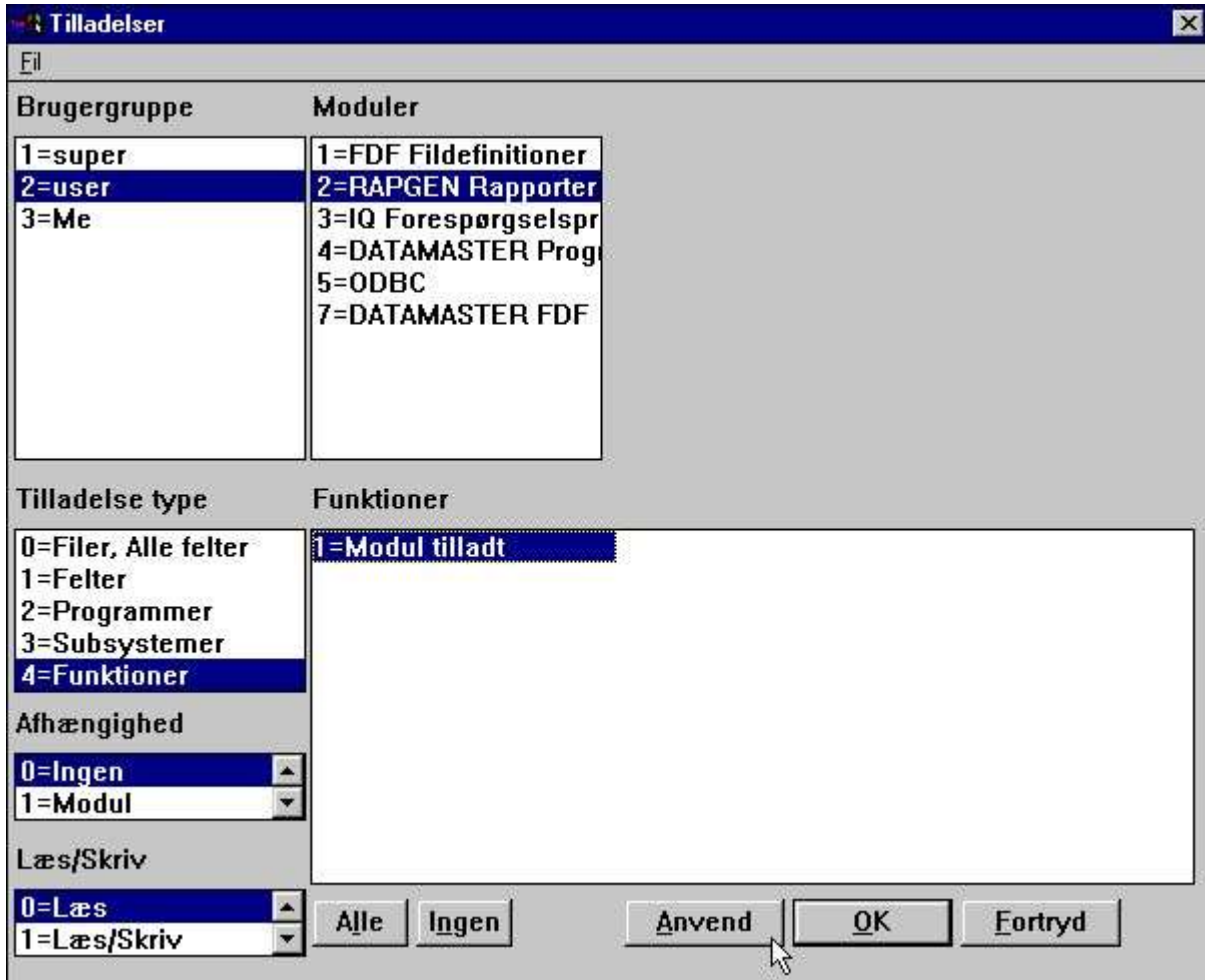 Tilladelser
Fil
Brugergruppe
Moduler
1=super
2=user
3=Me
1=FDF Fildefinitioner
2=RAPGEN Rapporter
3=IQ Forespørgselspr
4=DATAMASTER Prog
5=ODBC
7=DATAMASTER FDF
Tilladelse type
Funktioner
0=Filer, Alle felter
1=Felter
2=Programmer
3=Subsystemer
4=Funktioner
1=Modul tilladt
Afhængighed
0=Ingen
1=Modul
Læs/Skriv
0=Læs
1=Læs/Skriv
Alle
Ingen
Anvend
OK
Fortryd